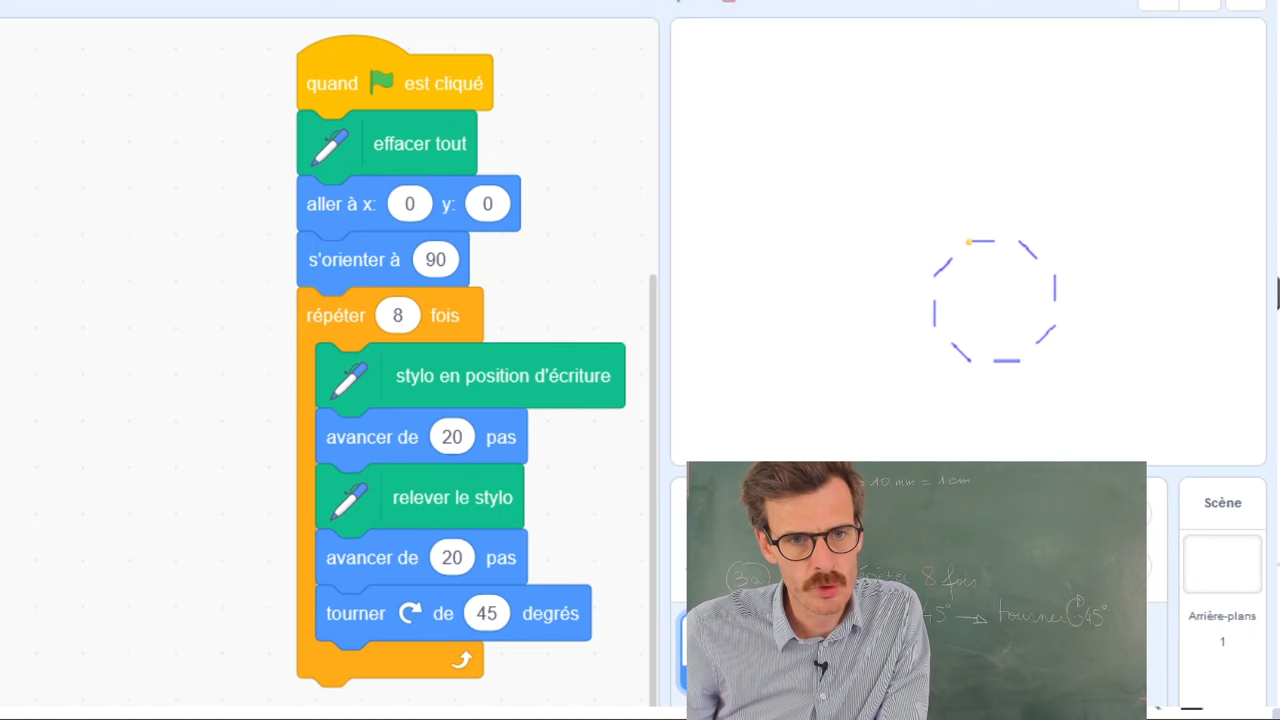 quand est cliqué
effacer tout
aller à x: 0 y: 0
s'orienter à 90
répéter 8 fois
stylo en position d'écriture
avancer de 20 pas
relever le stylo
avancer de 20 pas
tourner de 45 degrés
Scène
Arrière-plans
1
10 mm = 1 cm
3a 8 fois
45° → tourner 45°